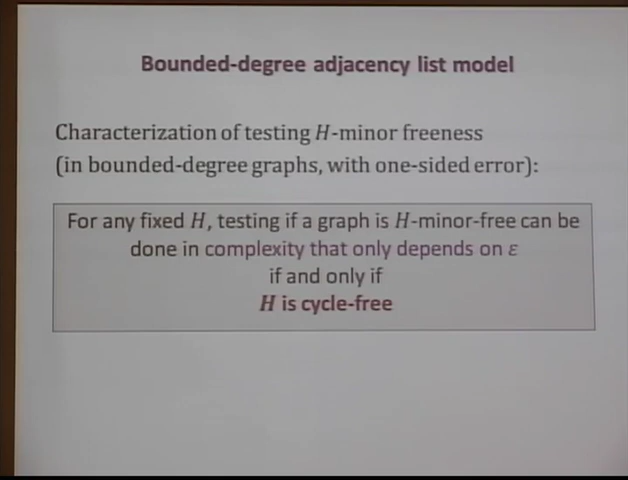 Bounded-degree adjacency list model
Characterization of testing H-minor freeness
(in bounded-degree graphs, with one-sided error):
For any fixed H, testing if a graph is H-minor-free can be
done in complexity that only depends on ε
if and only if
H is cycle-free